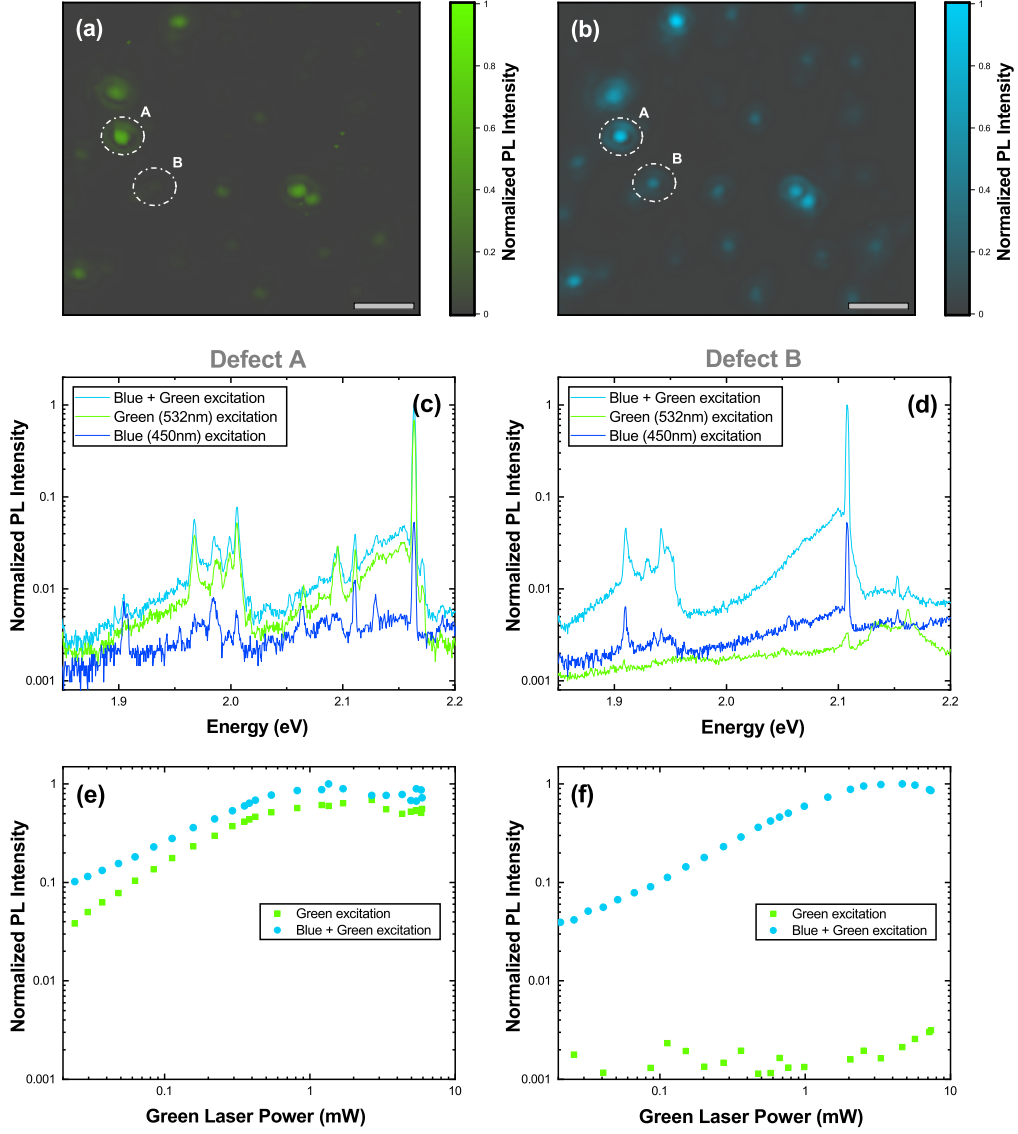 (a)
A
B
1
0.8
0.6
0.4
0.2
0
Normalized PL Intensity
(b)
A
B
1
0.8
0.6
0.4
0.2
0
Normalized PL Intensity
Defect A
Blue + Green excitation
Green (532nm) excitation
Blue (450nm) excitation
(c)
1
0.1
0.01
0.001
Normalized PL Intensity
1.9
2.0
2.1
2.2
Energy (eV)
Defect B
Blue + Green excitation
Green (532nm) excitation
Blue (450nm) excitation
(d)
1
0.1
0.01
0.001
Normalized PL Intensity
1.9
2.0
2.1
2.2
Energy (eV)
(e)
1
0.1
0.01
0.001
Normalized PL Intensity
Green excitation
Blue + Green excitation
0.1
1
10
Green Laser Power (mW)
(f)
1
0.1
0.01
0.001
Normalized PL Intensity
Green excitation
Blue + Green excitation
0.1
1
10
Green Laser Power (mW)